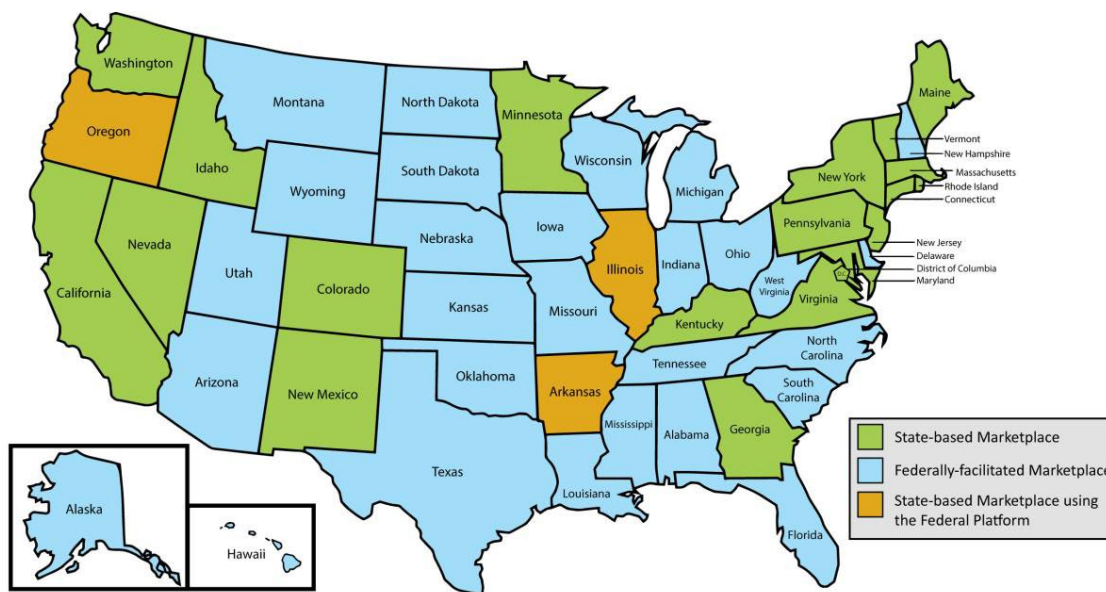 Washington
Maine
Montana
North Dakota
Minnesota
Oregon
Vermont
New Hampshire
Idaho
Wisconsin
South Dakota
Massachusetts
New York
Rhode Island
Wyoming
Michigan
Connecticut
Pennsylvania
Iowa
Nebraska
Nevada
New Jersey
Ohio
Delaware
Utah
Illinois
Indiana
District of Columbia
D.C.
Maryland
West
Virginia
Colorado
California
Virginia
Kansas
Missouri
Kentucky
North
Carolina
Tennessee
Oklahoma
Arizona
South
Carolina
New Mexico
Arkansas
Mississippi
Alabama
Georgia
State-based Marketplace
Texas
Federally-facilitated Marketplace
Louisiana
State-based Marketplace using
the Federal Platform
Alaska
Florida
Hawaii